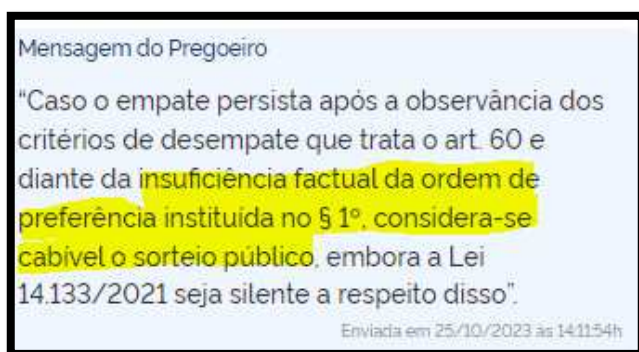 Mensagem do Pregoeiro
“Caso o empate persista após a observância dos
critérios de desempate que trata o art. 60 e
diante da insuficiência factual da ordem de
preferência instituída no § 1º, considera-se
cabível o sorteio público, embora a Lei
14.133/2021 seja silente a respeito disso”.
Enviada em 25/10/2023 às 14:11:54h